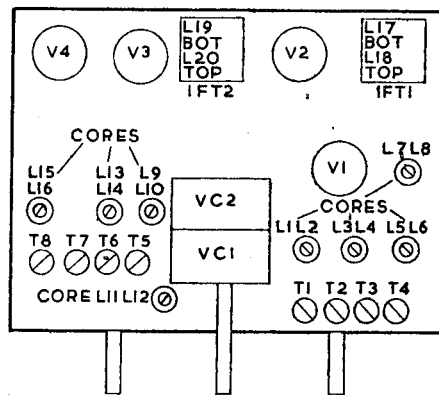 V4 V3 L19 V2 L17
BOT BOT
L20 L18
TOP TOP
1FT2 1FT1
CORES
L15 L13 L9 V1 L7 L8
L16 L14 L10 VC2 CORES
L1 L2 L3 L4 L5 L6
T8 T7 T6 T5 VC1
CORE L11 L12 T1 T2 T3 T4